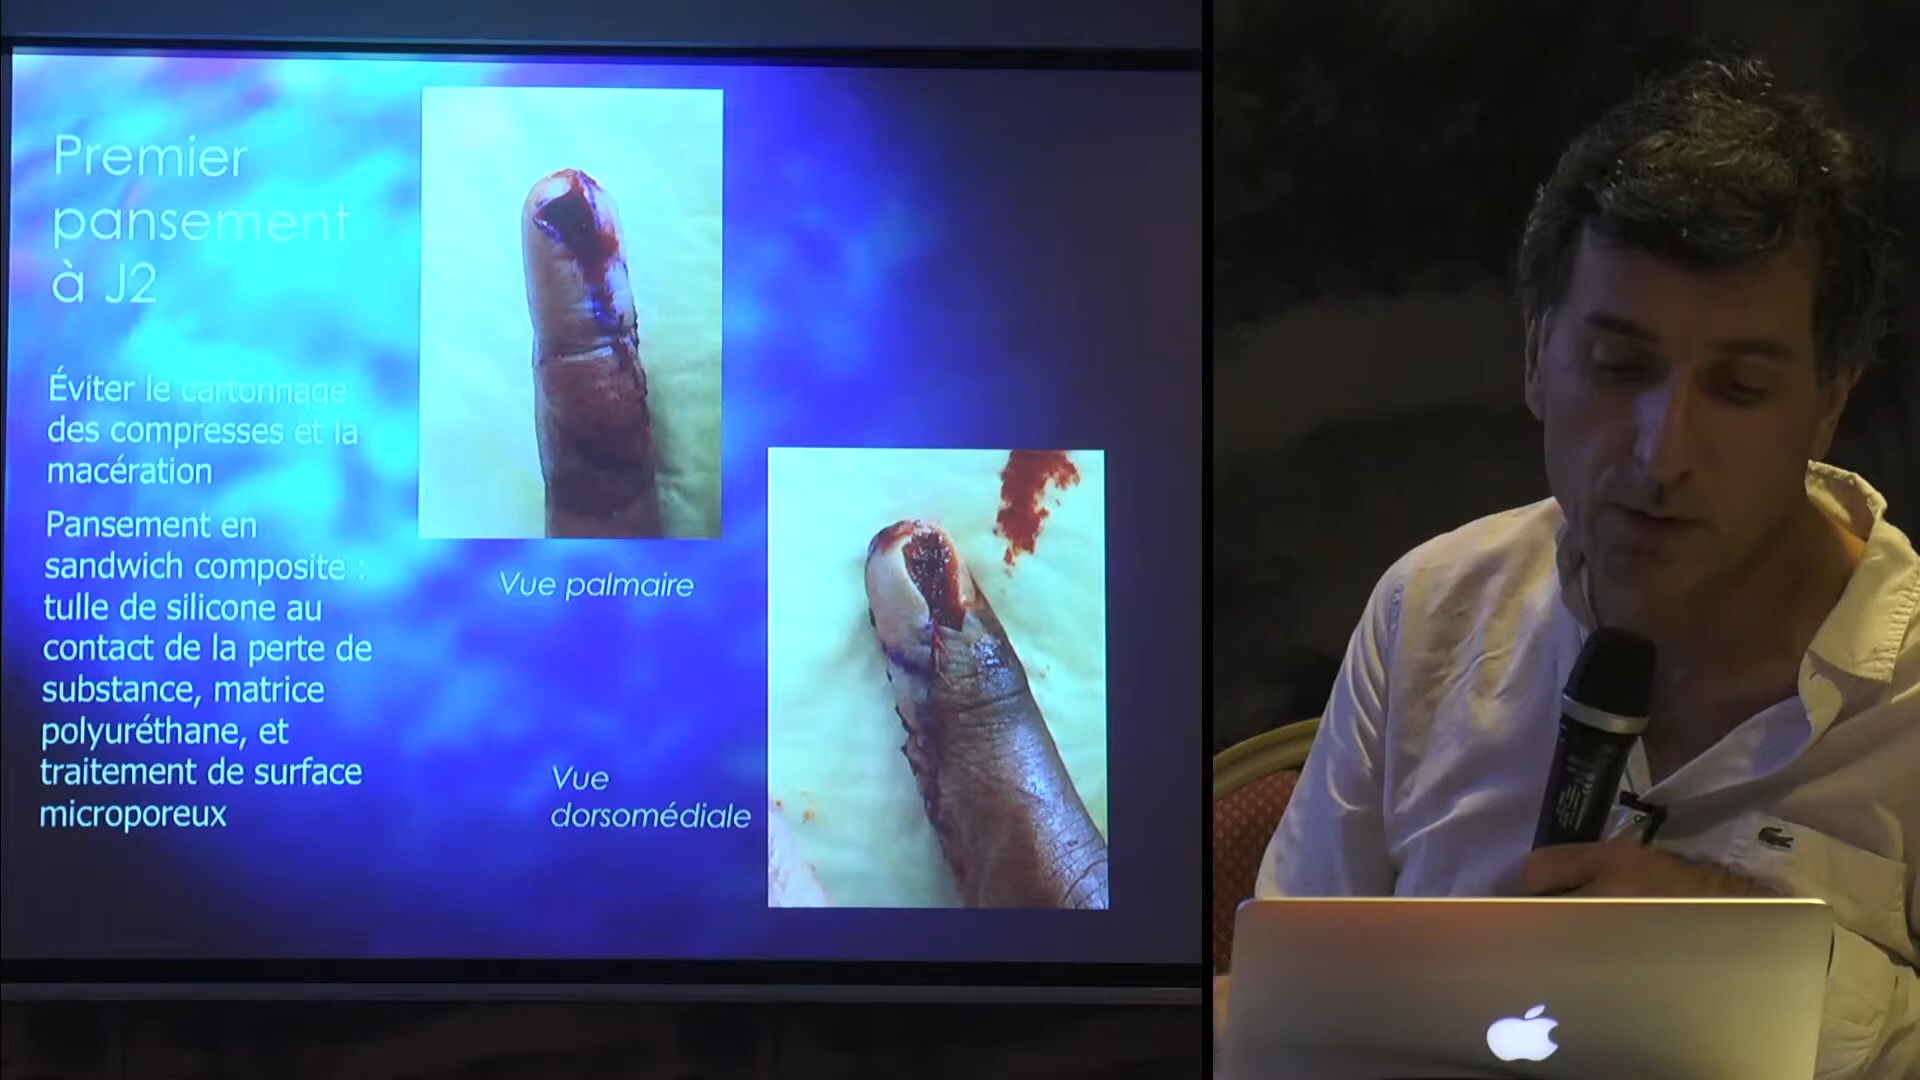 Premier
pansement
à J2
Éviter le cartonnage
des compresses et la
macération
Pansement en
sandwich composite :
tulle de silicone au
contact de la perte de
substance, matrice
polyuréthane, et
traitement de surface
microporeux
Vue palmaire
Vue
dorsomédiale